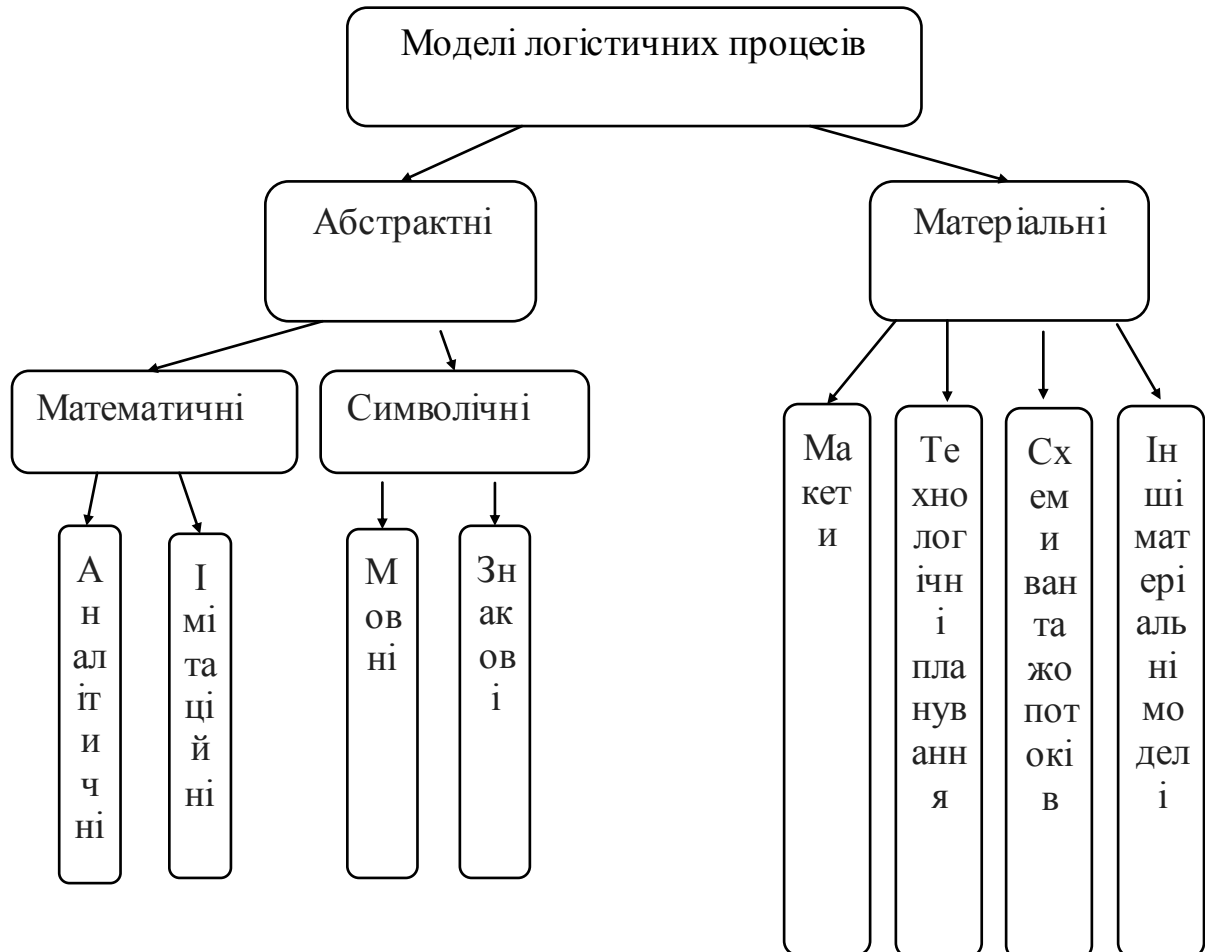 Моделі логістичних процесів
Абстрактні
Матеріальні
Математичні
Символічні
А
н
алі
іт
и
ч
ні
І
мі
та
ці
й
ні
М
ов
ні
Зн
ак
ов
і
Ма
кет
и
Те
хно
лог
ічн
і
пла
нув
анн
я
Сх
ем
и
ван
та
жо
пот
окі
в
Ін
ші
мат
ері
аль
ні
мо
дел
і